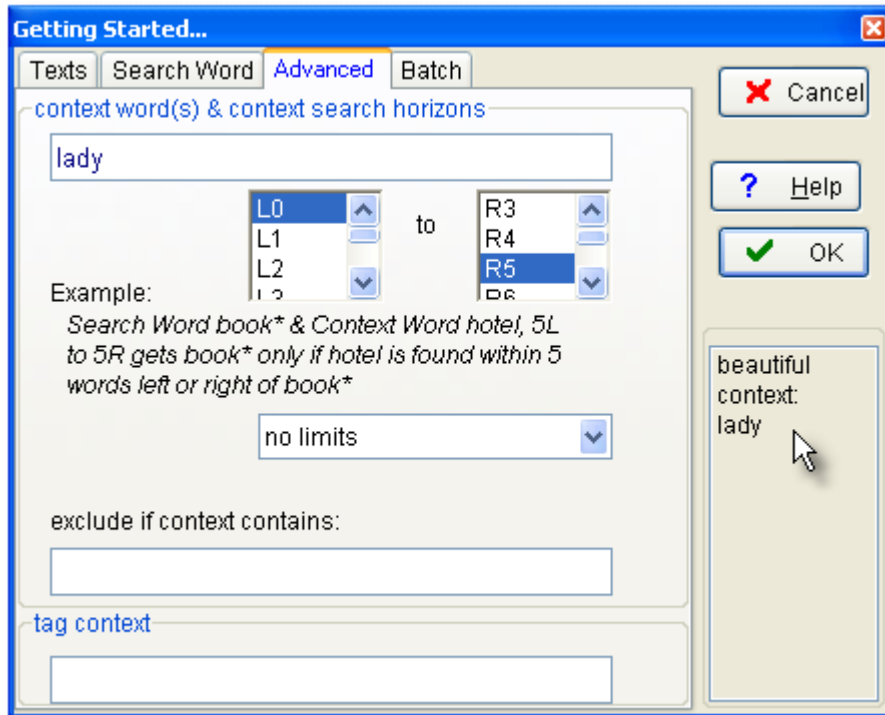 Getting Started...
Texts Search Word Advanced Batch
Cancel
context word(s) & context search horizons
lady
Help
L0
L1
L2
L3
to
R3
R4
R5
R6
OK
Example:
Search Word book* & Context Word hotel, 5L
to 5R gets book* only if hotel is found within 5
words left or right of book*
no limits
exclude if context contains:
tag context
beautiful
context:
lady